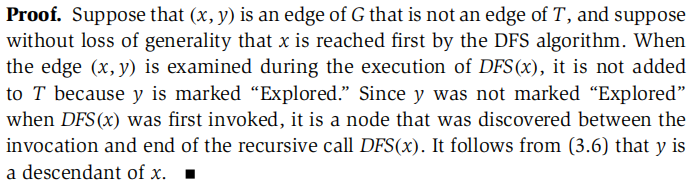 Proof. Suppose that (x, y) is an edge of G that is not an edge of T, and suppose
without loss of generality that x is reached first by the DFS algorithm. When
the edge (x, y) is examined during the execution of DFS(x), it is not added
to T because y is marked “Explored.” Since y was not marked “Explored”
when DFS(x) was first invoked, it is a node that was discovered between the
invocation and end of the recursive call DFS(x). It follows from (3.6) that y is
a descendant of x. ■